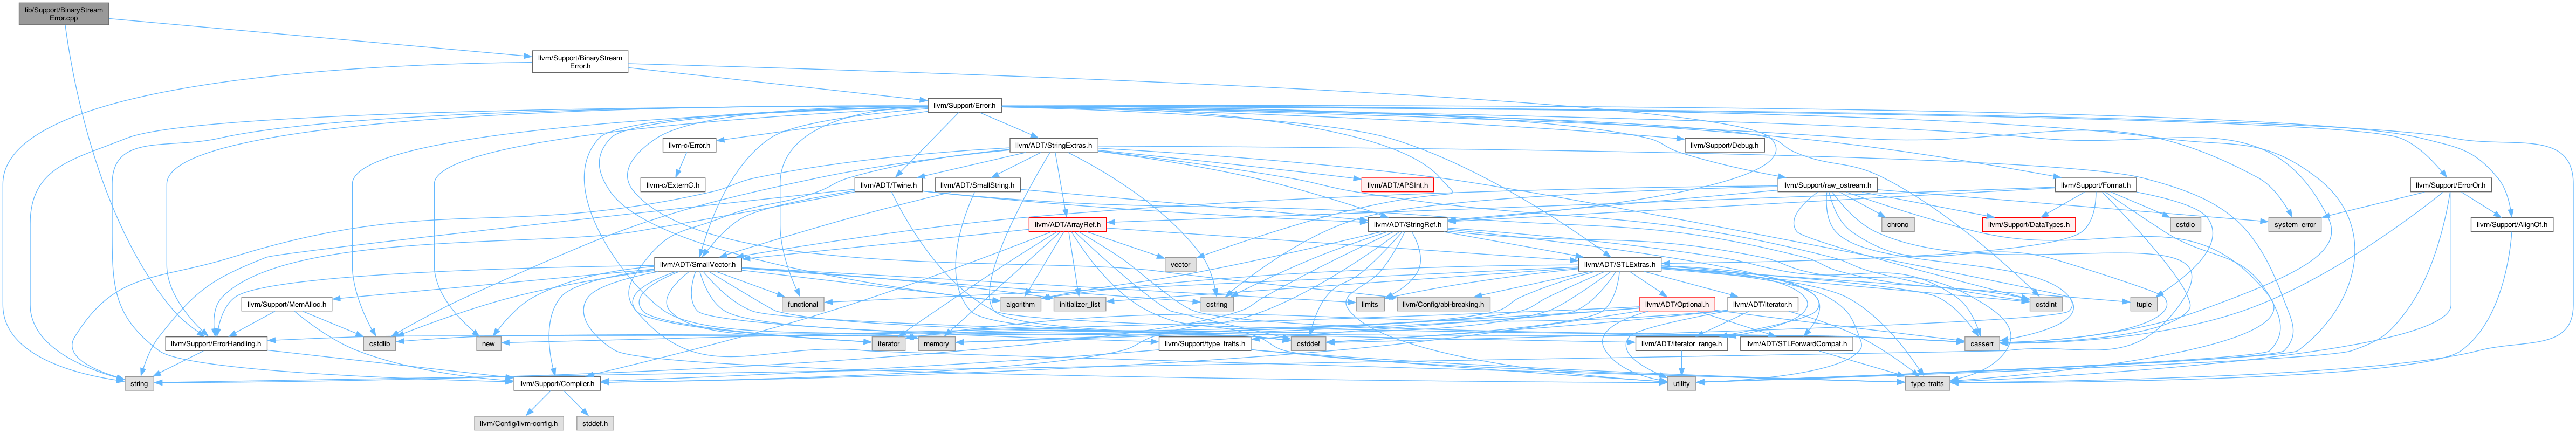 lib/Support/BinaryStream
Error.cpp
llvm/Support/BinaryStream
Error.h
llvm/Support/Error.h
llvm-c/Error.h
llvm/ADT/StringExtras.h
llvm/Support/Debug.h
llvm-c/ExternC.h
llvm/ADT/Twine.h
llvm/ADT/SmallString.h
llvm/ADT/APSInt.h
llvm/Support/raw_ostream.h
llvm/Support/Format.h
llvm/Support/ErrorOr.h
llvm/ADT/ArrayRef.h
llvm/ADT/StringRef.h
chrono
llvm/Support/DataTypes.h
cstdio
system_error
llvm/Support/AlignOf.h
llvm/ADT/SmallVector.h
vector
llvm/ADT/STLExtras.h
llvm/Support/MemAlloc.h
functional
algorithm
initializer_list
cstring
limits
llvm/Config/abi-breaking.h
llvm/ADT/Optional.h
llvm/ADT/iterator.h
cstdint
tuple
llvm/Support/ErrorHandling.h
cstdlib
new
iterator
memory
llvm/Support/type_traits.h
cstddef
llvm/ADT/iterator_range.h
llvm/ADT/STLForwardCompat.h
cassert
string
llvm/Support/Compiler.h
utility
type_traits
llvm/Config/llvm-config.h
stddef.h